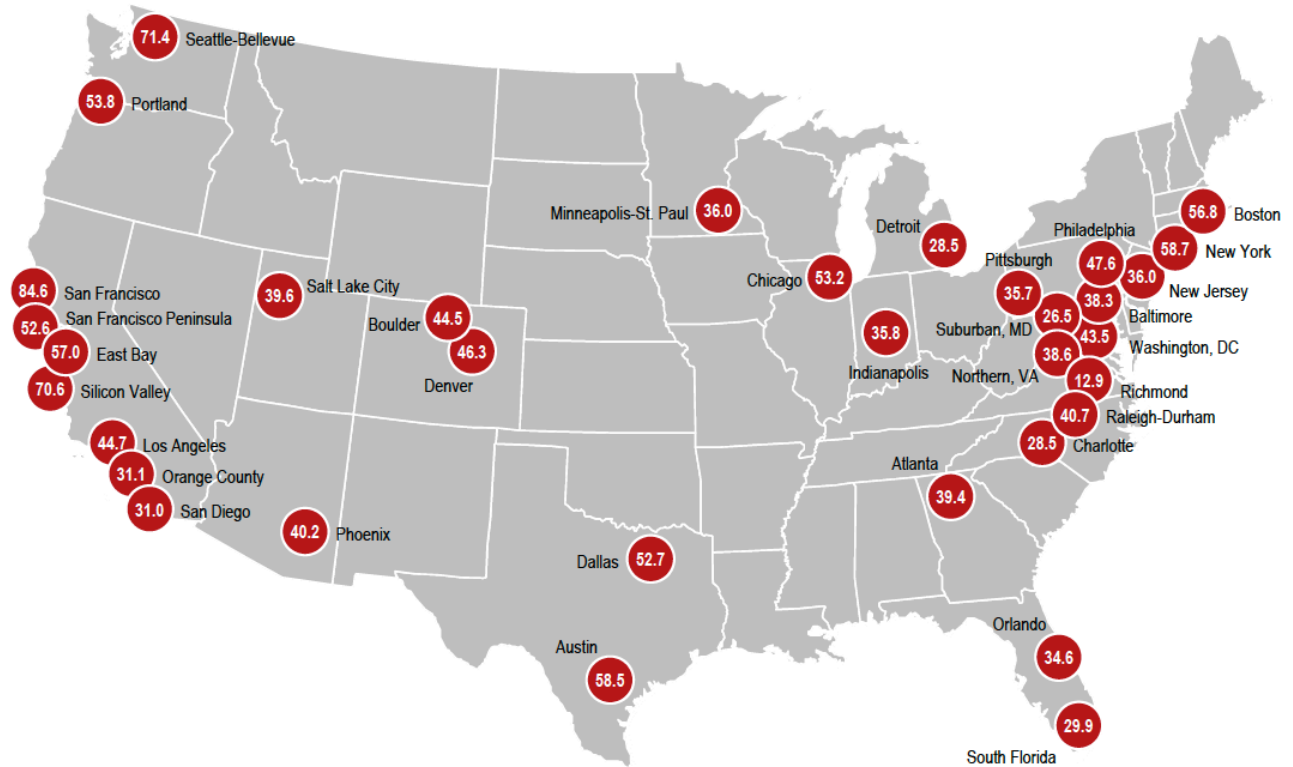 71.4 Seattle-Bellevue
53.8 Portland
Minneapolis-St. Paul 36.0
Detroit
28.5
56.8 Boston
Philadelphia
47.6
58.7 New York
Pittsburgh
35.7
36.0 New Jersey
Chicago 53.2
84.6 San Francisco
52.6 San Francisco Peninsula
57.0 East Bay
70.6 Silicon Valley
39.6 Salt Lake City
Boulder 44.5
46.3
Denver
35.8
Indianapolis
38.3 Baltimore
Suburban, MD 26.5
43.5 Washington, DC
Northern, VA 38.6
12.9 Richmond
40.7 Raleigh-Durham
28.5 Charlotte
44.7 Los Angeles
31.1 Orange County
31.0 San Diego
40.2 Phoenix
Atlanta
39.4
Dallas 52.7
Austin
58.5
Orlando
34.6
29.9
South Florida